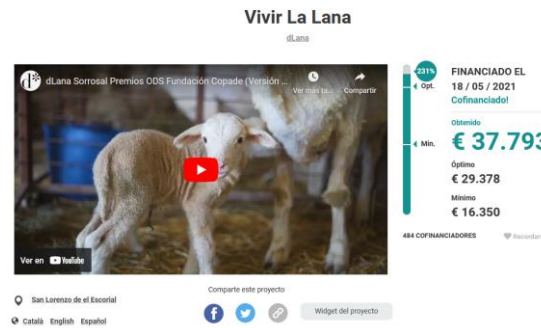 Vivir La Lana
dLana
dLana Sorrosal Premios ODS Fundación Copade (Versión ...
Ver más ta...
Compartir
Ver en YouTube
231%
Opt.
Mín.
FINANCIADO EL
18 / 05 / 2021
Cofinanciado!
Obtenido
€ 37.793
Óptimo
€ 29.378
Mínimo
€ 16.350
484 COFINANCIADORES
Recordar
San Lorenzo de el Escorial
Català English Español
Comparte este proyecto
Widget del proyecto